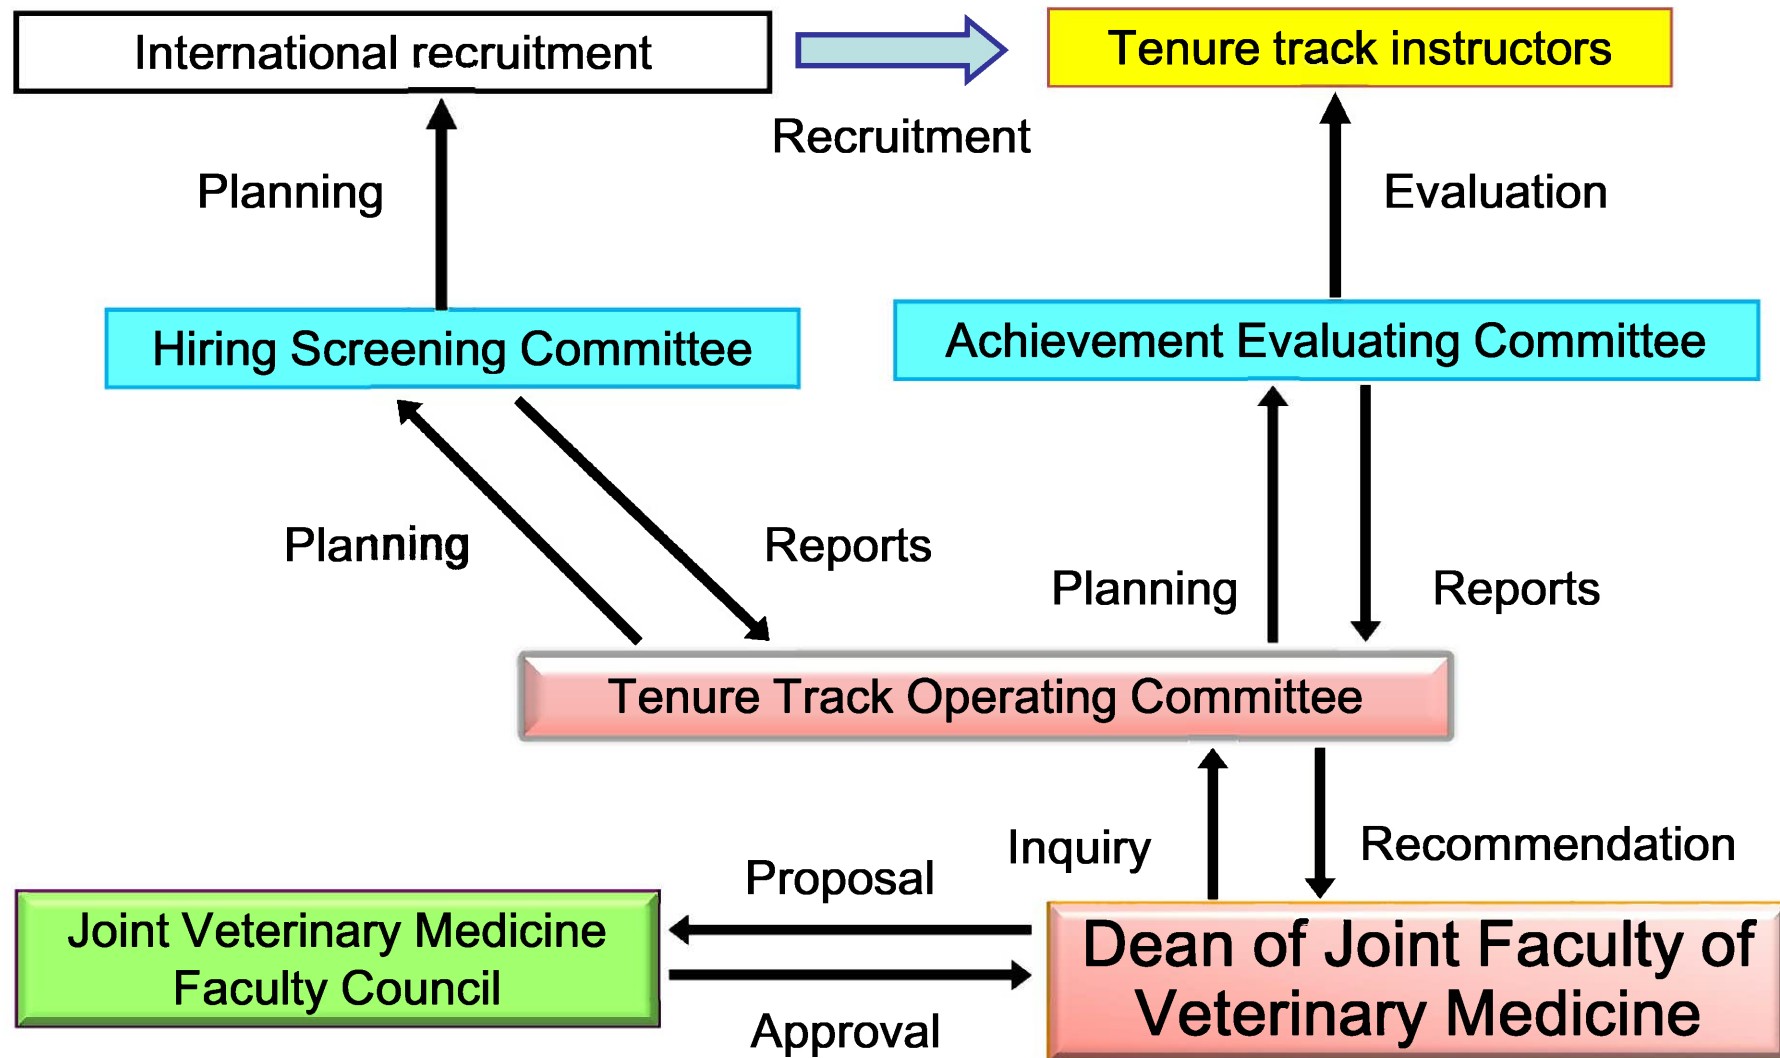 International recruitment
Tenure track instructors
Recruitment
Planning
Evaluation
Hiring Screening Committee
Achievement Evaluating Committee
Planning
Reports
Planning
Reports
Tenure Track Operating Committee
Inquiry
Recommendation
Proposal
Joint Veterinary Medicine
Faculty Council
Dean of Joint Faculty of
Veterinary Medicine
Approval